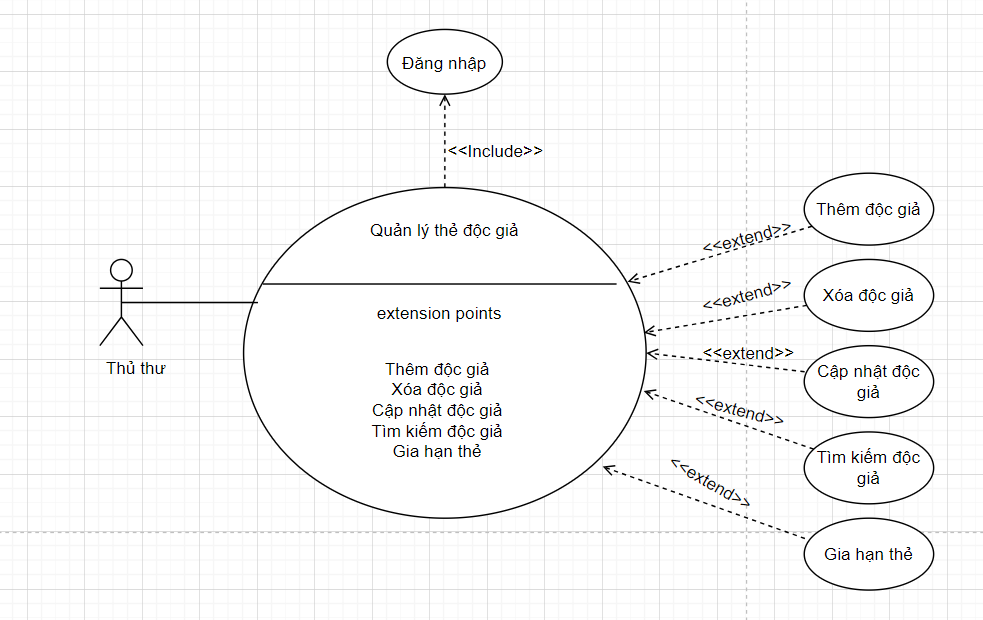 Đăng nhập
<<Include>>
Quản lý thẻ độc giả
extension points
Thêm độc giả
Xóa độc giả
Cập nhật độc giả
Tìm kiếm độc giả
Gia hạn thẻ
Thủ thư
<<extend>>
Thêm độc giả
<<extend>>
Xóa độc giả
<<extend>>
Cập nhật độc
giả
<<extend>>
Tìm kiếm độc
giả
<<extend>>
Gia hạn thẻ